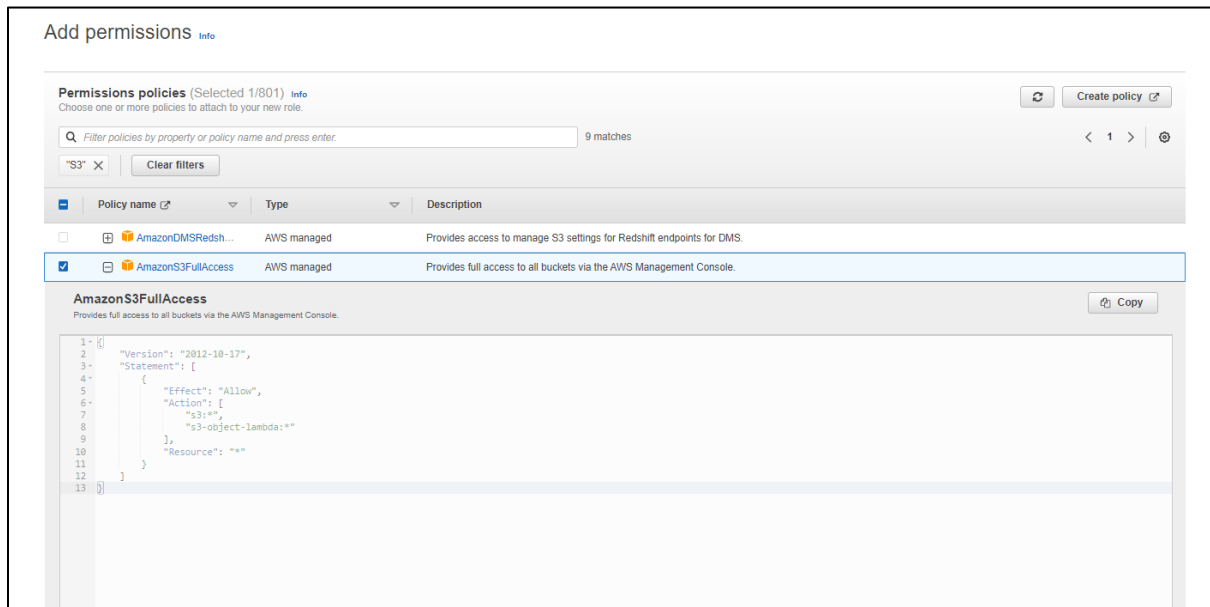 Add permissions Info
Permissions policies (Selected 1/801) Info
Choose one or more policies to attach to your new role.
Create policy
Filter policies by property or policy name and press enter.
9 matches
1
"S3"
Clear filters
Policy name Type Description
AmazonDMSRedsh... AWS managed Provides access to manage S3 settings for Redshift endpoints for DMS.
AmazonS3FullAccess AWS managed Provides full access to all buckets via the AWS Management Console.
AmazonS3FullAccess
Provides full access to all buckets via the AWS Management Console.
Copy
1 {
2 "Version": "2012-10-17",
3 "Statement": [
4 {
5 "Effect": "Allow",
6 "Action": [
7 "s3:*",
8 "s3-object-lambda:*"
9 ],
10 "Resource": "*"
11 }
12 ]
13 }